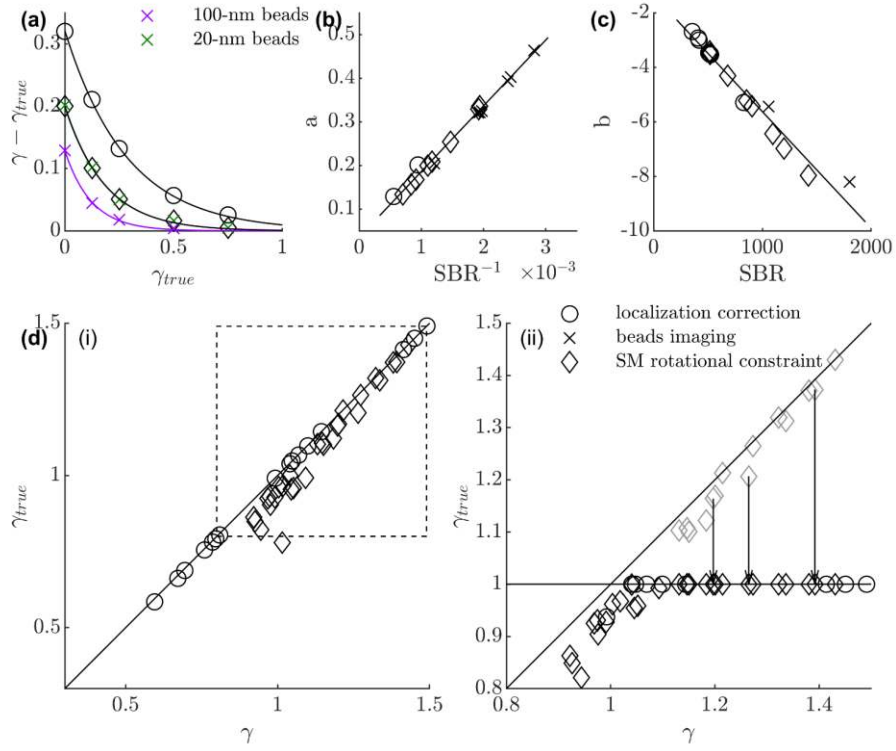 (a)
100-nm beads
20-nm beads
γ − γtrue
0.3
0.2
0.1
0
0 0.5 1
γtrue
(b)
a
0.5
0.4
0.3
0.2
0.1
0 1 2 3
SBR⁻¹ ×10⁻³
(c)
b
-2
-4
-6
-8
-10
0 1000 2000
SBR
(d) (i)
γtrue
1.5
1
0.5
0.5 1 1.5
γ
(ii)
localization correction
beads imaging
SM rotational constraint
γtrue
1.5
1.4
1.3
1.2
1.1
1
0.9
0.8
0.8 1 1.2 1.4
γ